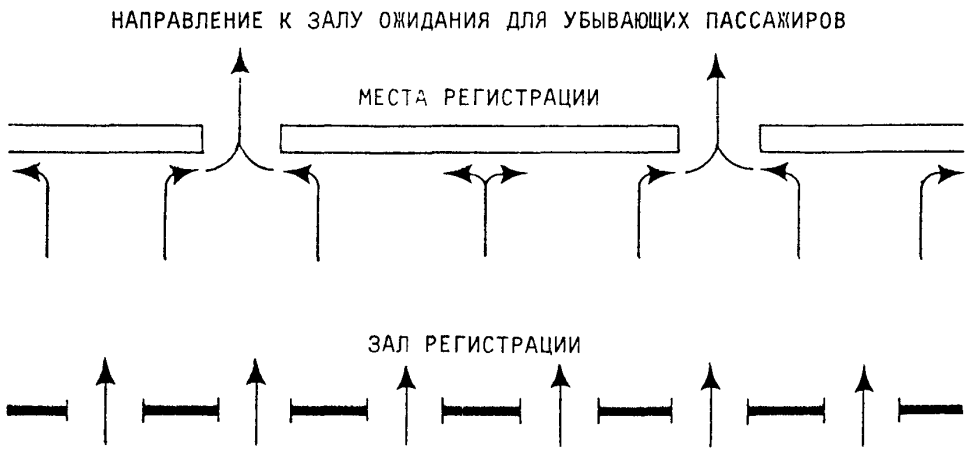 НАПРАВЛЕНИЕ К ЗАЛУ ОЖИДАНИЯ ДЛЯ УБЫВАЮЩИХ ПАССАЖИРОВ
МЕСТА РЕГИСТРАЦИИ
ЗАЛ РЕГИСТРАЦИИ